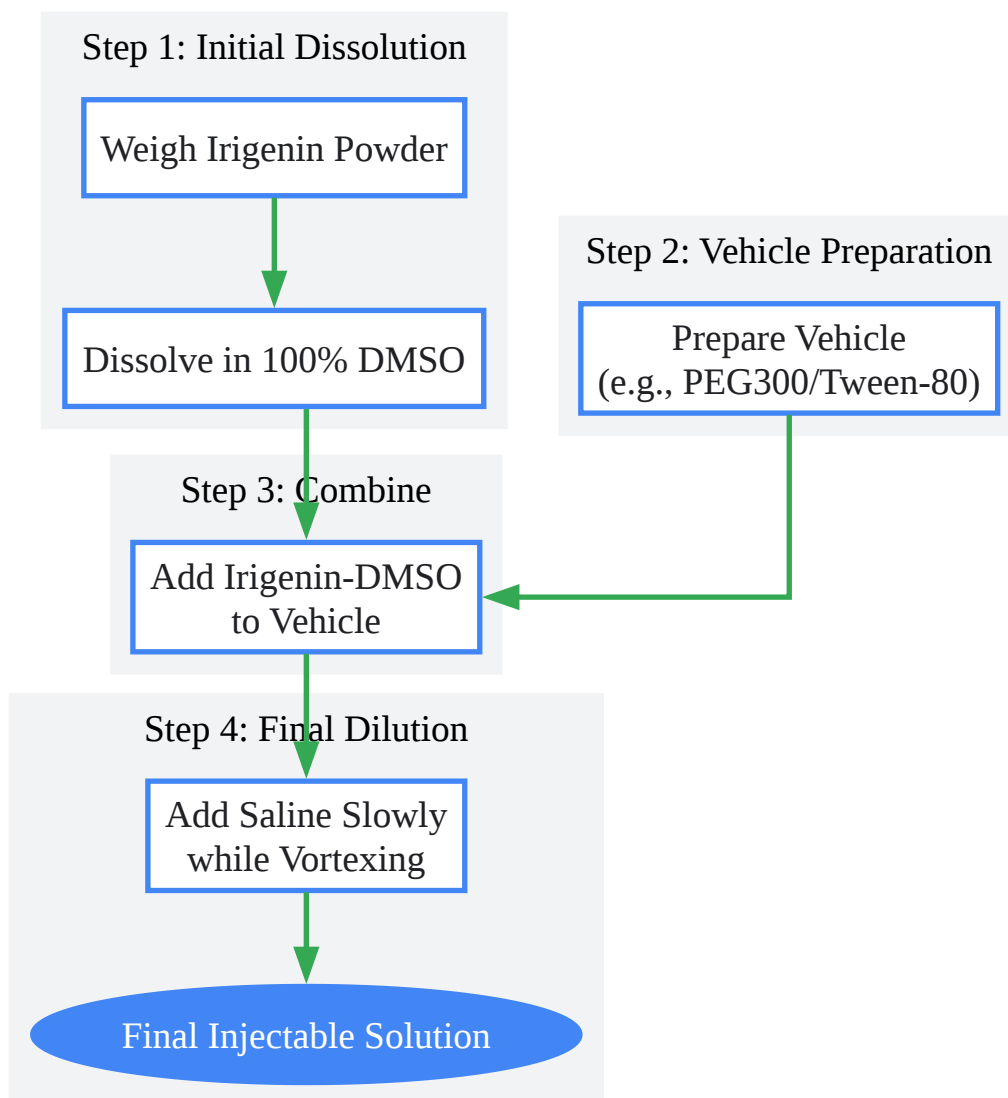 Step 1: Initial Dissolution
Weigh Irigenin Powder
Dissolve in 100% DMSO
Step 2: Vehicle Preparation
Prepare Vehicle
(e.g., PEG300/Tween-80)
Step 3: Combine
Add Irigenin-DMSO
to Vehicle
Step 4: Final Dilution
Add Saline Slowly
while Vortexing
Final Injectable Solution